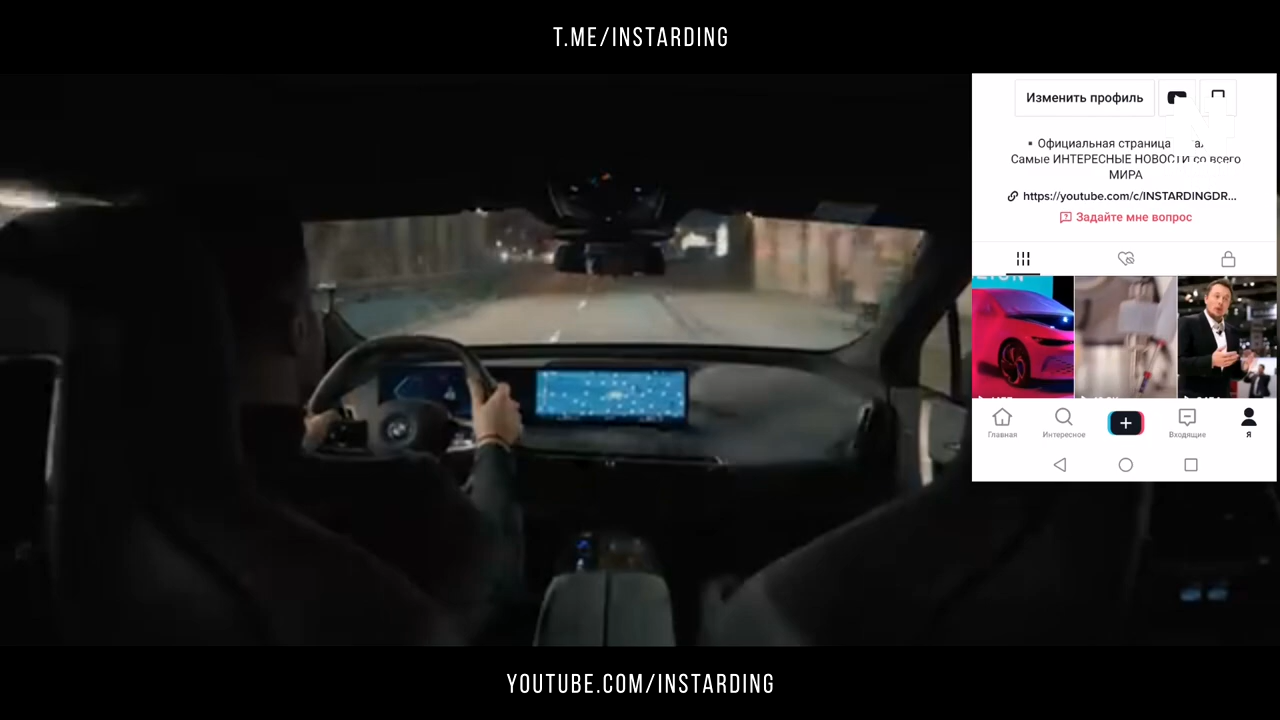 T.ME/INSTARDING
Изменить профиль
▪ Официальная страница
Самые ИНТЕРЕСНЫЕ НОВОСТИ со всего
МИРА
https://youtube.com/c/INSTARDINGDR...
Задайте мне вопрос
Главная
Интересное
Входящие
Я
YOUTUBE.COM/INSTARDING